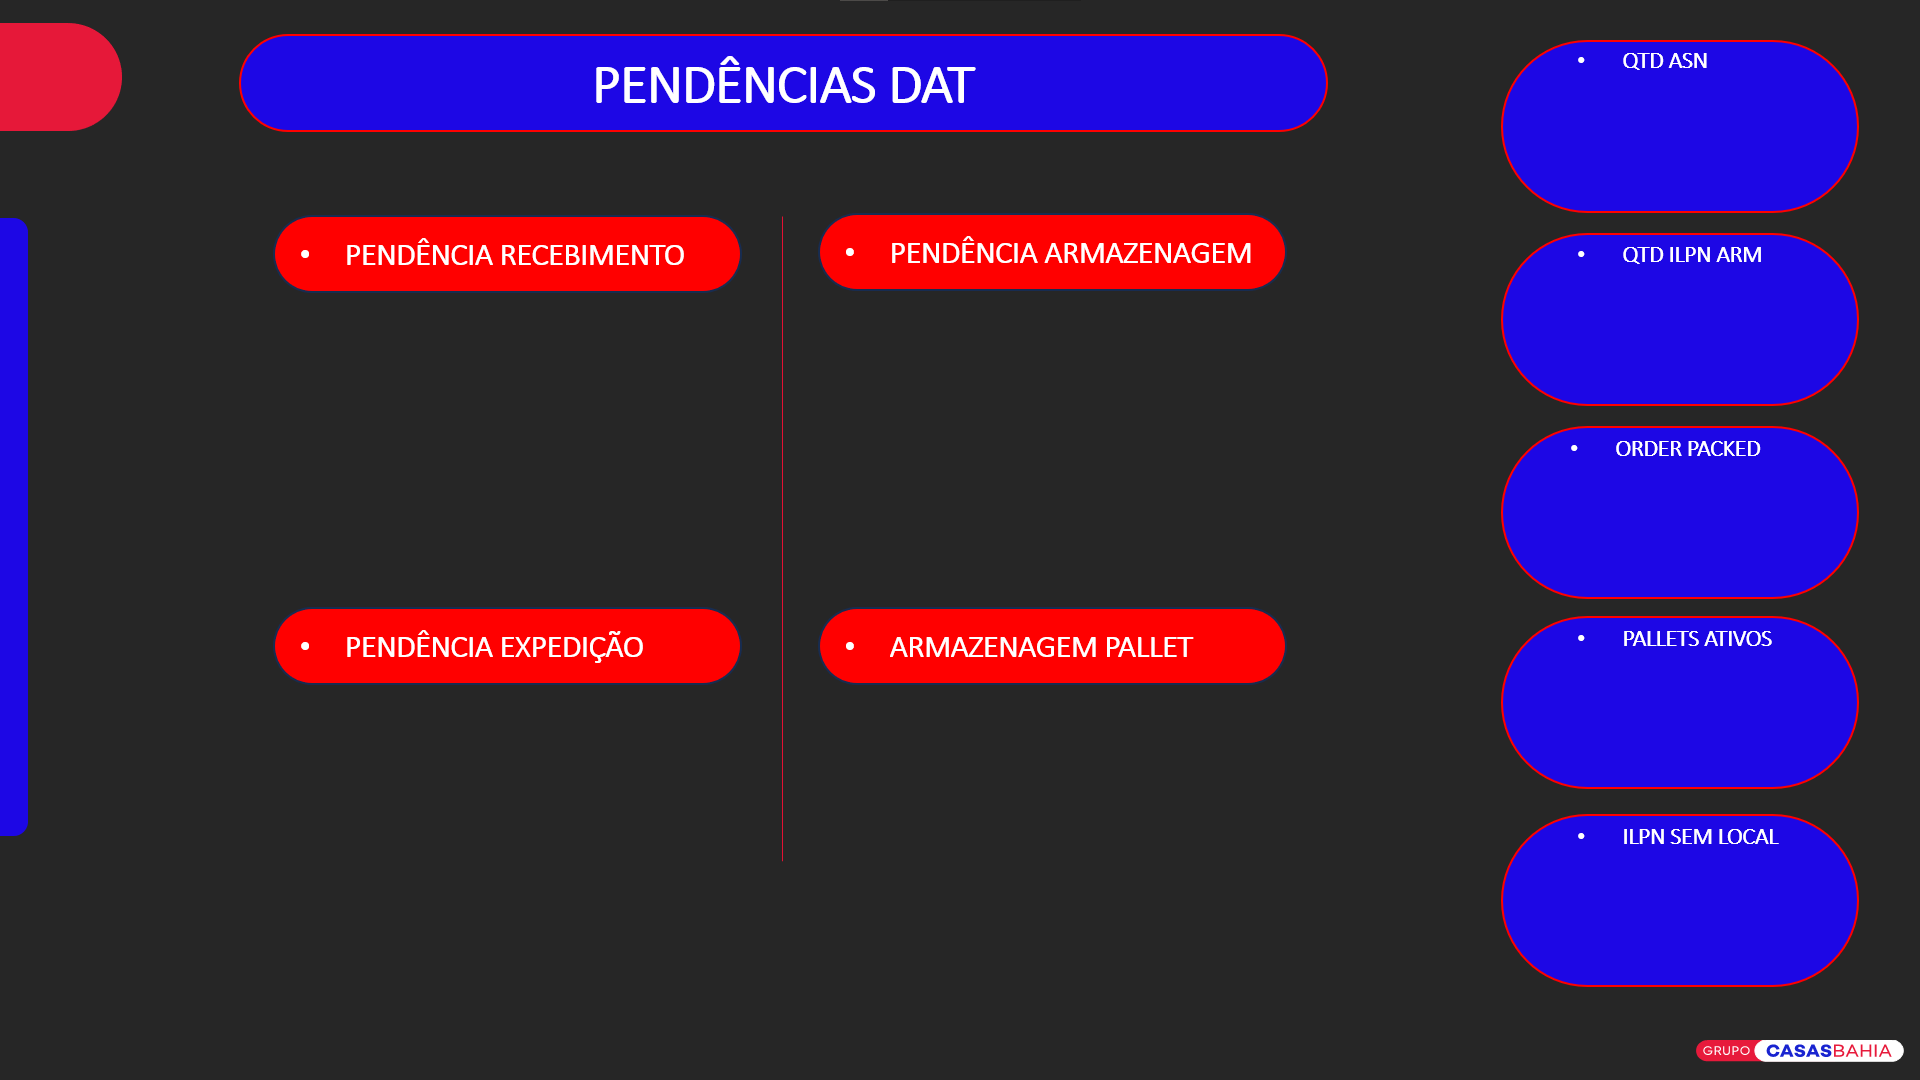 PENDÊNCIAS DAT
• PENDÊNCIA RECEBIMENTO
• PENDÊNCIA ARMAZENAGEM
• PENDÊNCIA EXPEDIÇÃO
• ARMAZENAGEM PALLET
• QTD ASN
• QTD ILPN ARM
• ORDER PACKED
• PALLETS ATIVOS
• ILPN SEM LOCAL
GRUPO CASASBAHIA